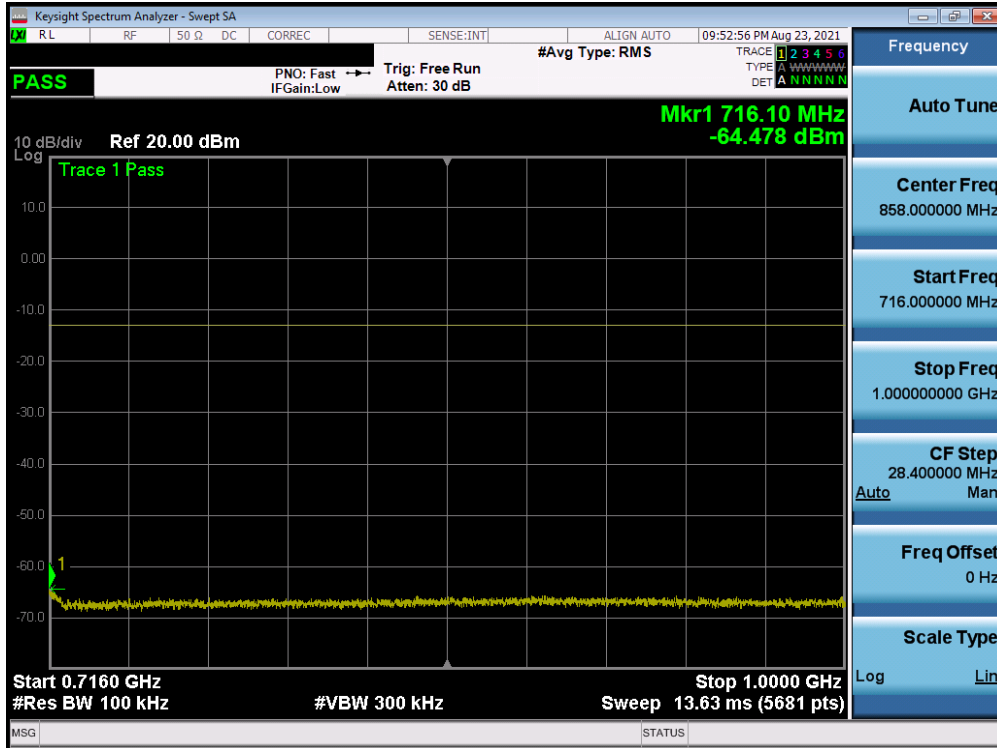 Keysight Spectrum Analyzer - Swept SA
LXI RL RF 50 Ω DC CORREC SENSE:INT ALIGN AUTO 09:52:56 PM Aug 23, 2021
#Avg Type: RMS TRACE 1 2 3 4 5 6
PNO: Fast Trig: Free Run TYPE A WWWWW
PASS IFGain:Low Atten: 30 dB DET A N N N N N
Mkr1 716.10 MHz
10 dB/div Ref 20.00 dBm -64.478 dBm
Log
Trace 1 Pass
10.0
0.00
-10.0
-20.0
-30.0
-40.0
-50.0
-60.0 1
-70.0
Start 0.7160 GHz Stop 1.0000 GHz
#Res BW 100 kHz #VBW 300 kHz Sweep 13.63 ms (5681 pts)
MSG STATUS
Frequency
Auto Tune
Center Freq
858.000000 MHz
Start Freq
716.000000 MHz
Stop Freq
1.000000000 GHz
CF Step
28.400000 MHz
Auto Man
Freq Offset
0 Hz
Scale Type
Log Lin